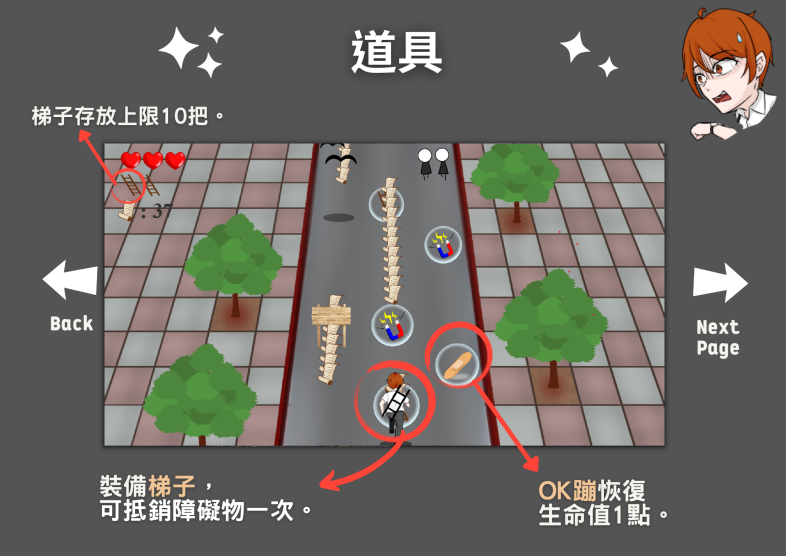 道具
梯子存放上限10把。
: 37
Back
Next
Page
裝備梯子，
可抵銷障礙物一次。
OK蹦恢復
生命值1點。